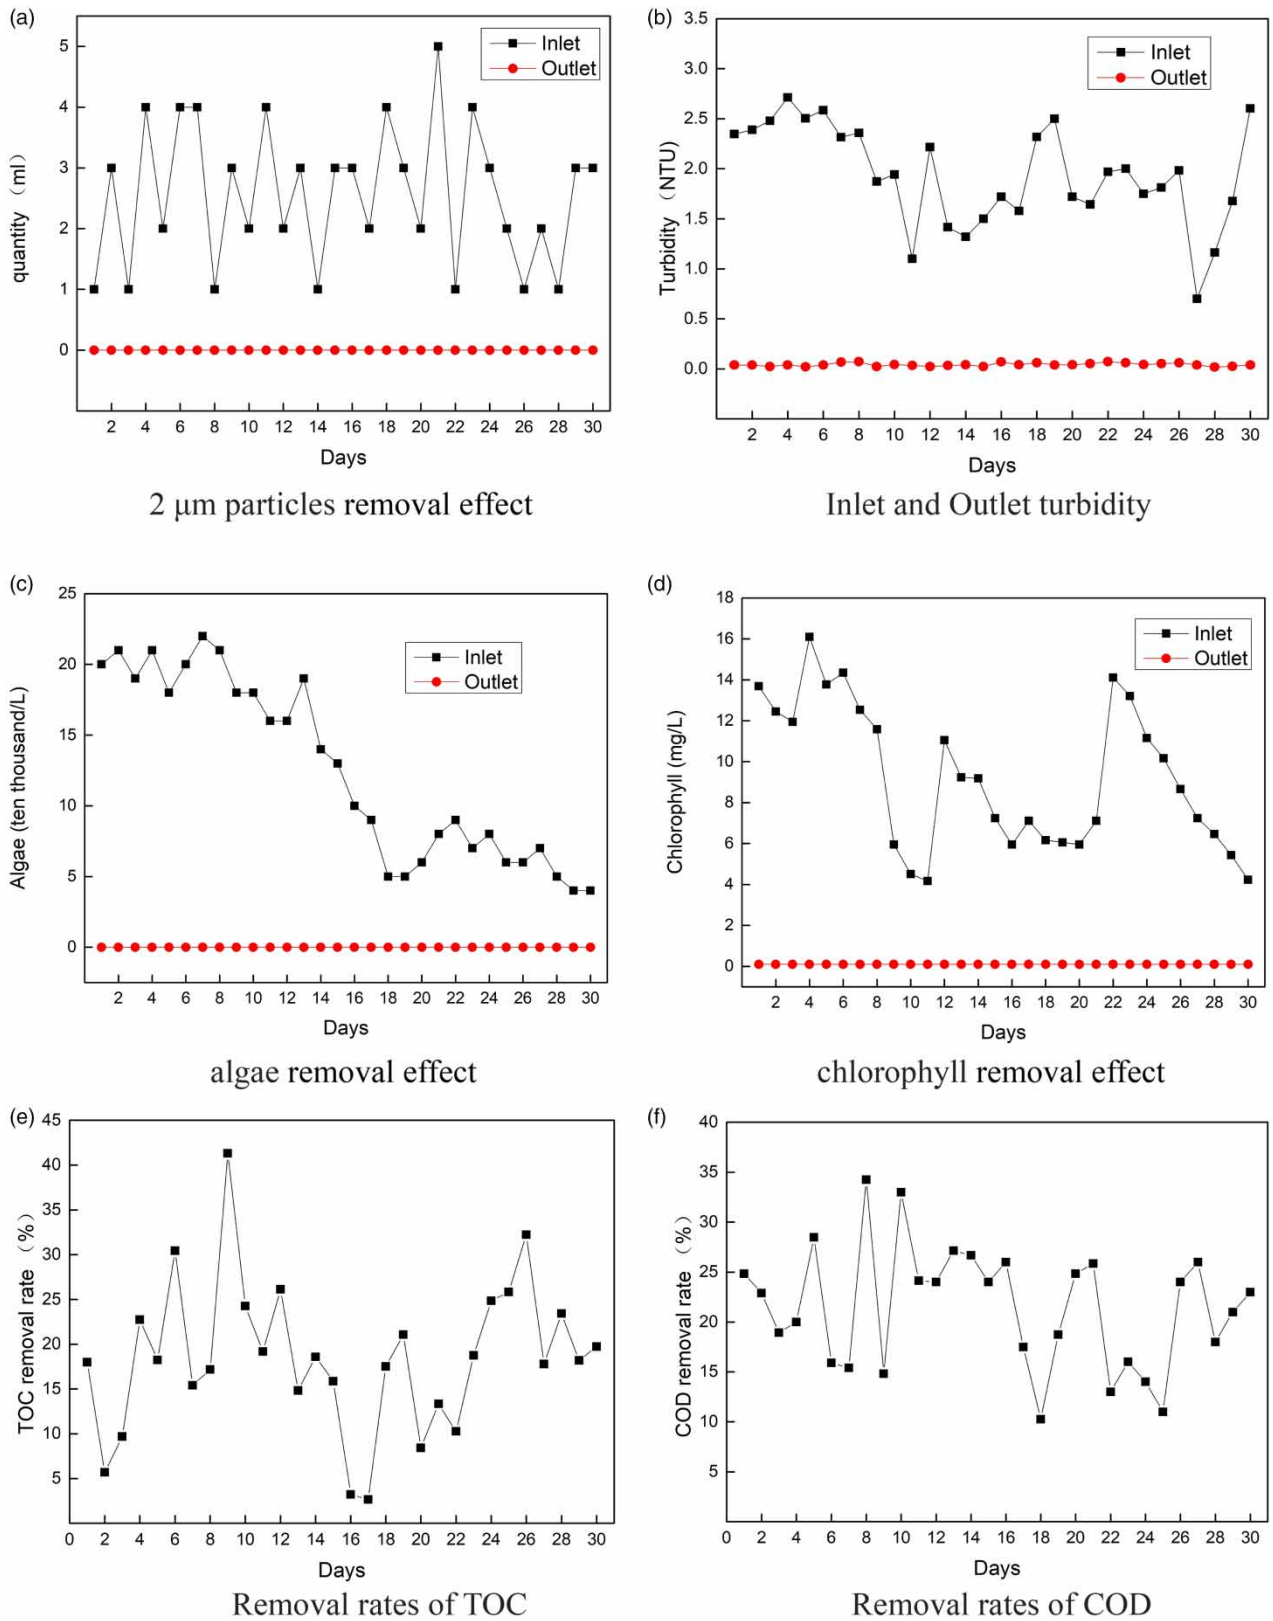 (a)
5
4
3
2
1
0
quantity（ml）
Inlet
Outlet
2 4 6 8 10 12 14 16 18 20 22 24 26 28 30
Days
2 μm particles removal effect
(b)
3.5
3.0
2.5
2.0
1.5
1.0
0.5
0.0
Turbidity（NTU）
Inlet
Outlet
2 4 6 8 10 12 14 16 18 20 22 24 26 28 30
Days
Inlet and Outlet turbidity
(c)
25
20
15
10
5
0
Algae (ten thousand/L)
Inlet
Outlet
2 4 6 8 10 12 14 16 18 20 22 24 26 28 30
Days
algae removal effect
(d)
18
16
14
12
10
8
6
4
2
0
Chlorophyll (mg/L)
Inlet
Outlet
2 4 6 8 10 12 14 16 18 20 22 24 26 28 30
Days
chlorophyll removal effect
(e)
45
40
35
30
25
20
15
10
5
TOC removal rate（%）
0 2 4 6 8 10 12 14 16 18 20 22 24 26 28 30
Days
Removal rates of TOC
(f)
40
35
30
25
20
15
10
5
COD removal rate（%）
0 2 4 6 8 10 12 14 16 18 20 22 24 26 28 30
Days
Removal rates of COD